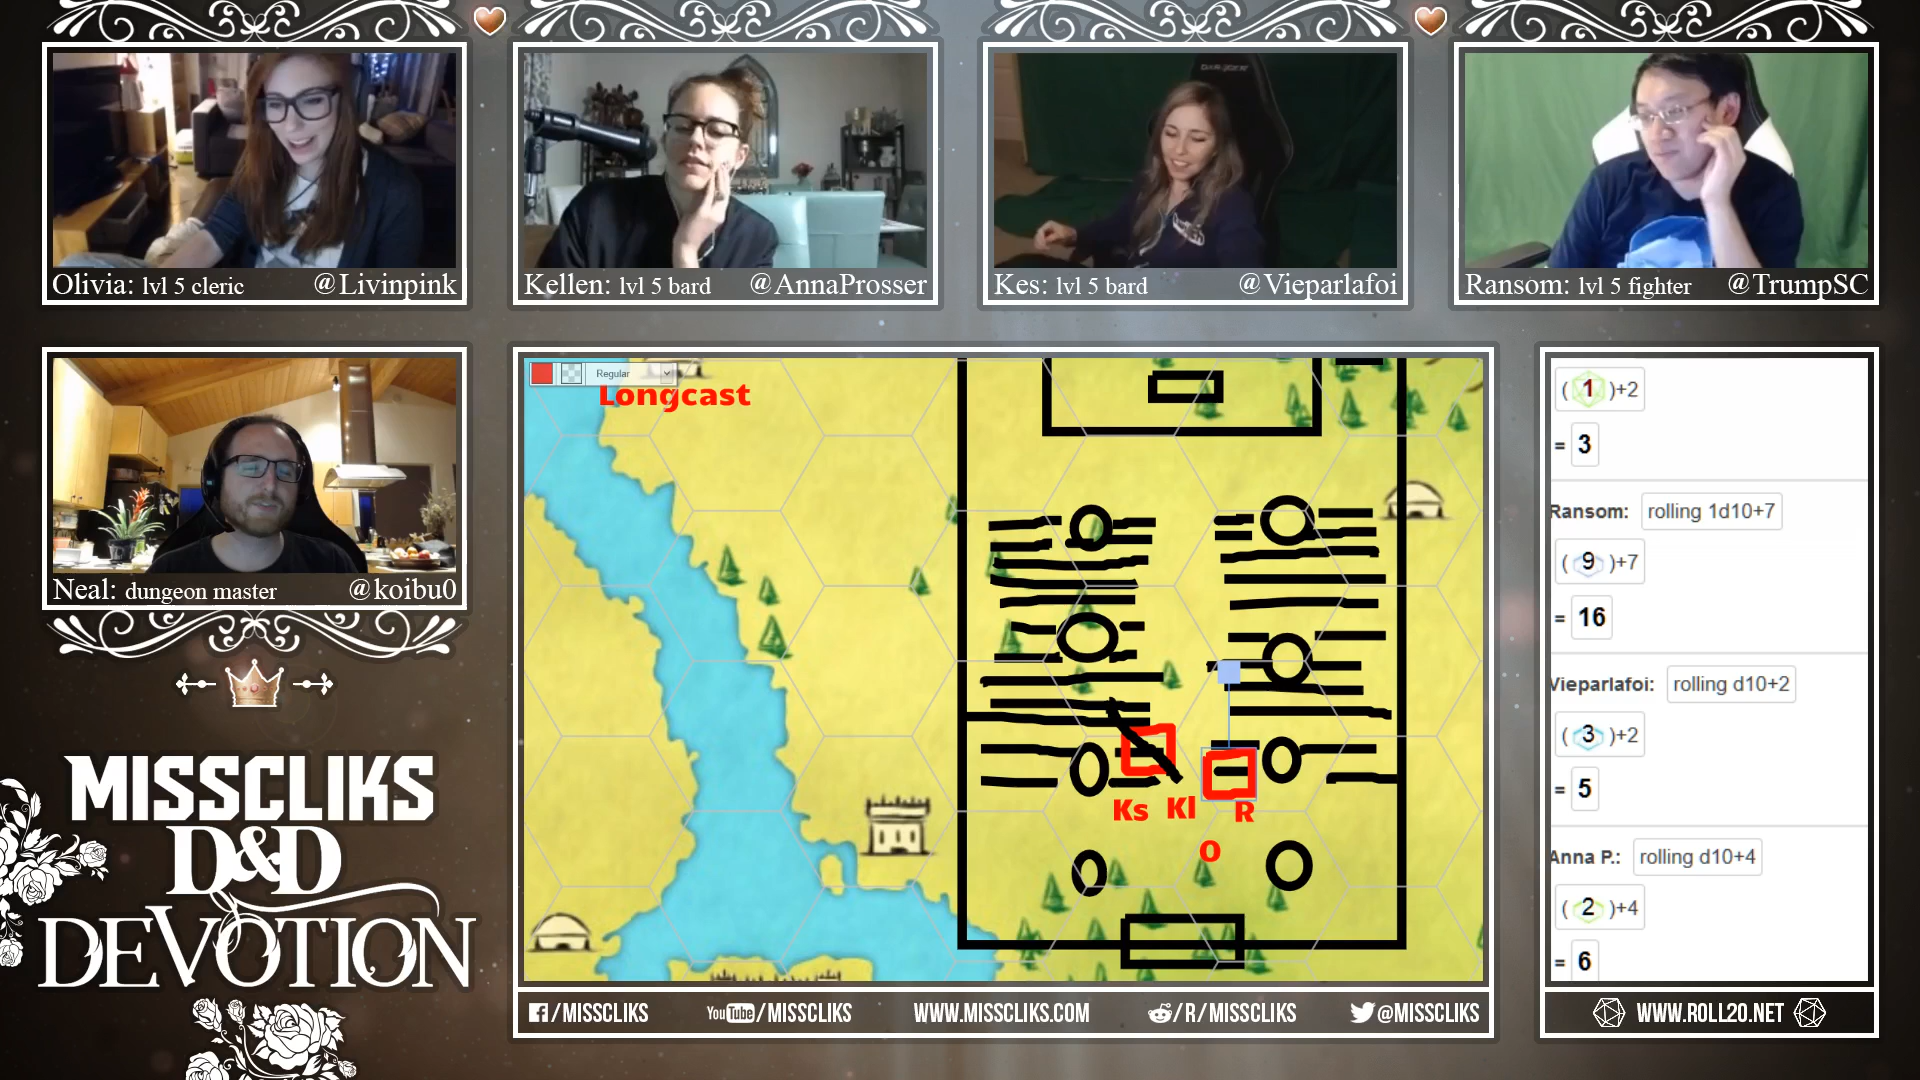 DXRACER
Olivia: lvl 5 cleric @Livinpink
Kellen: lvl 5 bard @AnnaProsser
Kes: lvl 5 bard @Vieparlafoi
Ransom: lvl 5 fighter @TrumpSC
Neal: dungeon master @koibu0
MISSCLIKS
D&D
DEVOTION
Regular
Longcast
Ks Kl R
O
(1)+2
= 3
Ransom: rolling 1d10+7
(9)+7
= 16
Vieparlafoi: rolling d10+2
(3)+2
= 5
Anna P.: rolling d10+4
(2)+4
= 6
/MISSCLIKS YouTube/MISSCLIKS WWW.MISSCLIKS.COM /R/MISSCLIKS @MISSCLIKS
WWW.ROLL20.NET